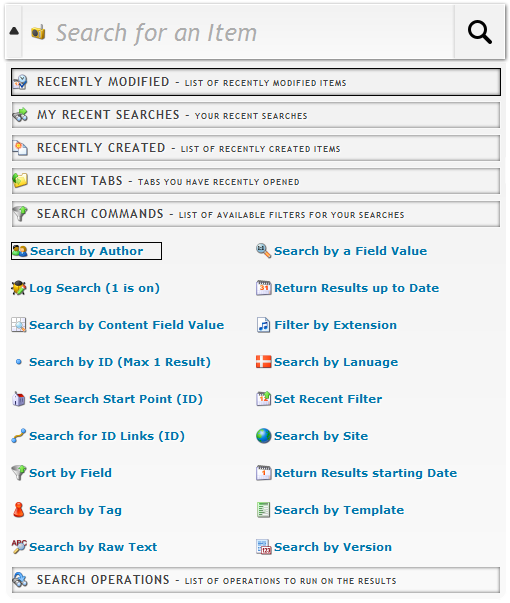 Search for an Item
RECENTLY MODIFIED - LIST OF RECENTLY MODIFIED ITEMS
MY RECENT SEARCHES - YOUR RECENT SEARCHES
RECENTLY CREATED - LIST OF RECENTLY CREATED ITEMS
RECENT TABS - TABS YOU HAVE RECENTLY OPENED
SEARCH COMMANDS - LIST OF AVAILABLE FILTERS FOR YOUR SEARCHES
Search by Author
Search by a Field Value
Log Search (1 is on)
31 Return Results up to Date
Search by Content Field Value
Filter by Extension
Search by ID (Max 1 Result)
Search by Lanuage
Set Search Start Point (ID)
12 Set Recent Filter
Search for ID Links (ID)
Search by Site
Sort by Field
1 Return Results starting Date
Search by Tag
Search by Template
APC Search by Raw Text
123 Search by Version
SEARCH OPERATIONS - LIST OF OPERATIONS TO RUN ON THE RESULTS